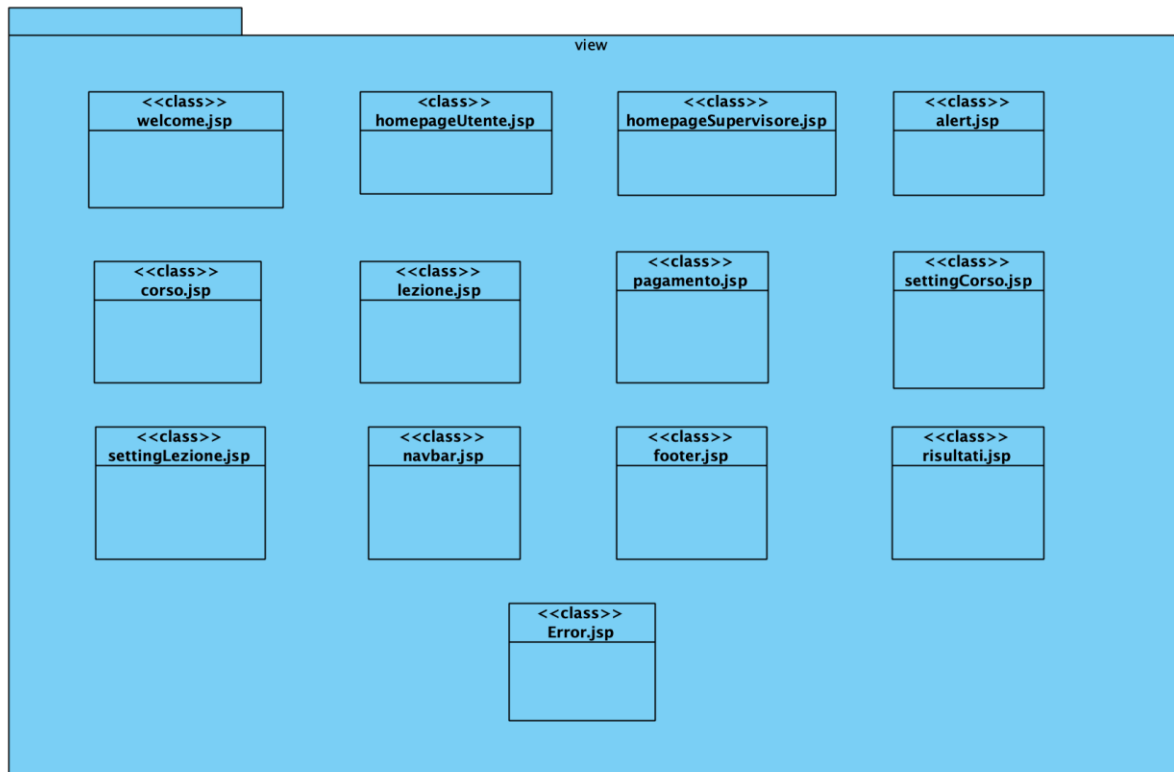 view
<<class>>
welcome.jsp
<class>>
homepageUtente.jsp
<<class>>
homepageSupervisore.jsp
<<class>>
alert.jsp
<<class>>
corso.jsp
<<class>>
lezione.jsp
<<class>>
pagamento.jsp
<<class>>
settingCorso.jsp
<<class>>
settingLezione.jsp
<<class>>
navbar.jsp
<<class>>
footer.jsp
<<class>>
risultati.jsp
<<class>>
Error.jsp